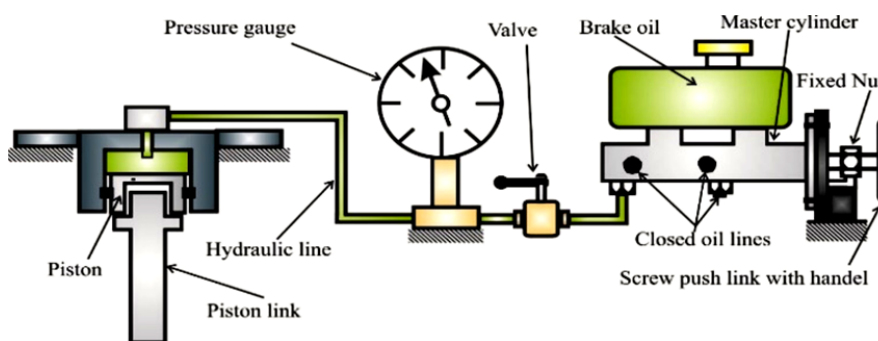 Pressure gauge
Valve
Brake oil
Master cylinder
Fixed Nu
Closed oil lines
Hydraulic line
Piston
Piston link
Screw push link with handel